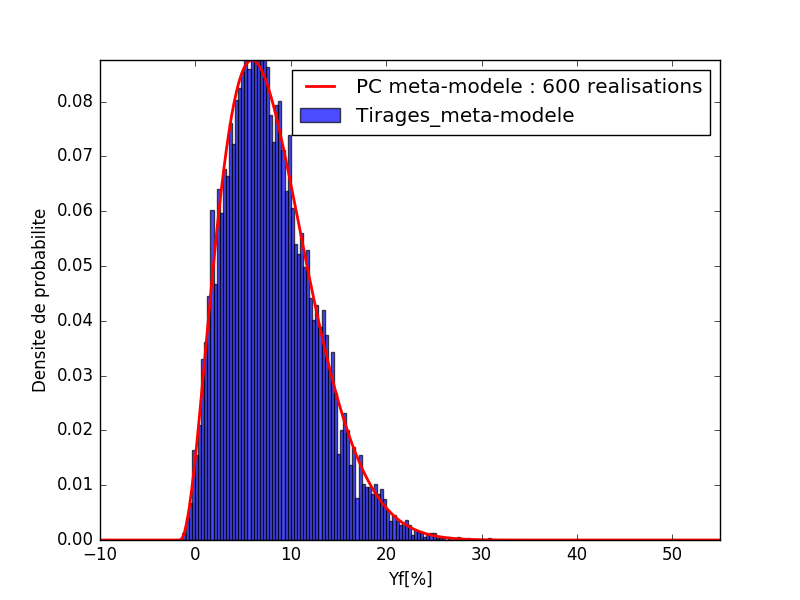 PC meta-modele : 600 realisations
Tirages_meta-modele
Densite de probabilite
0.08
0.07
0.06
0.05
0.04
0.03
0.02
0.01
0.00
−10 0 10 20 30 40 50
Yf[%]